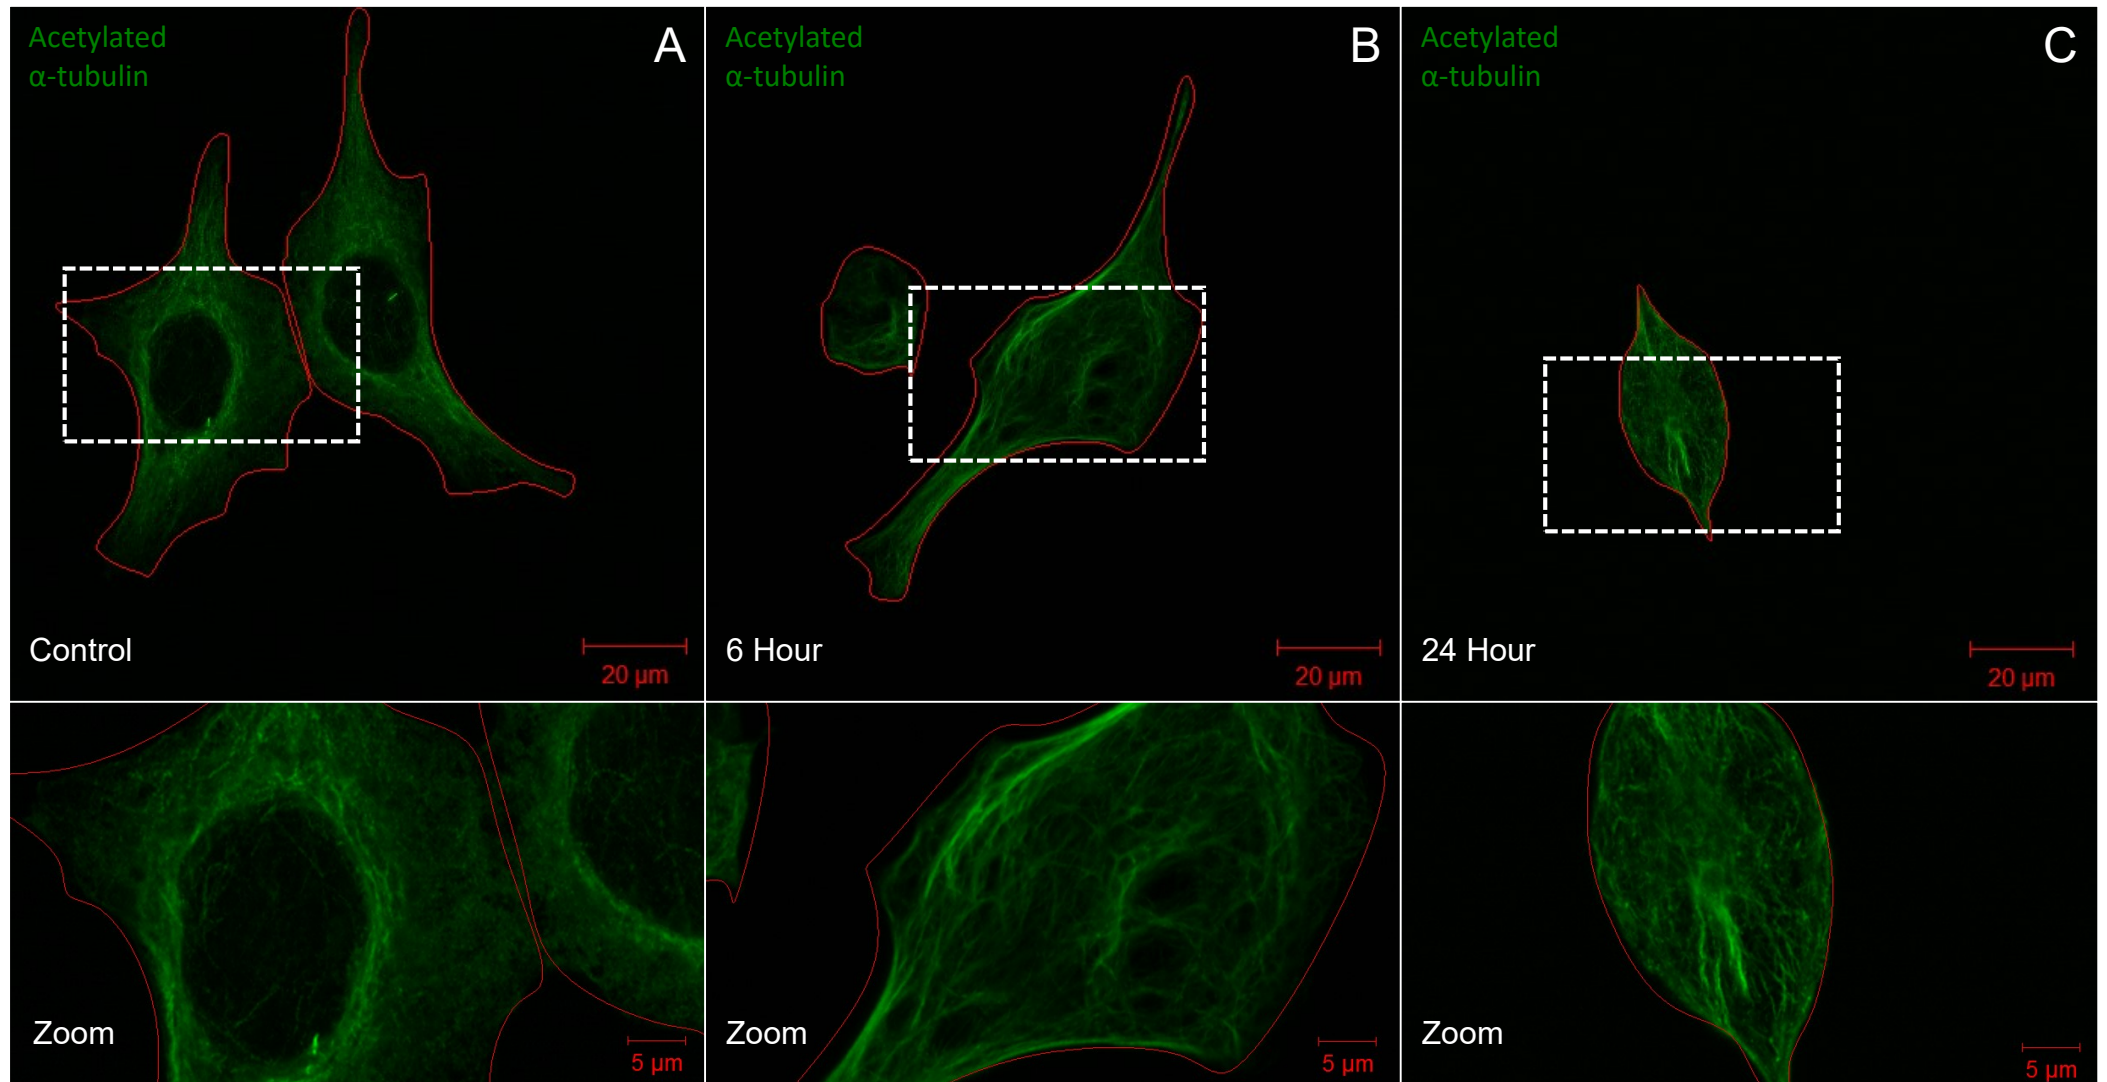 Acetylated
α-tubulin
A
Control
20 µm
Acetylated
α-tubulin
B
6 Hour
20 µm
Acetylated
α-tubulin
C
24 Hour
20 µm
Zoom
5 µm
Zoom
5 µm
Zoom
5 µm